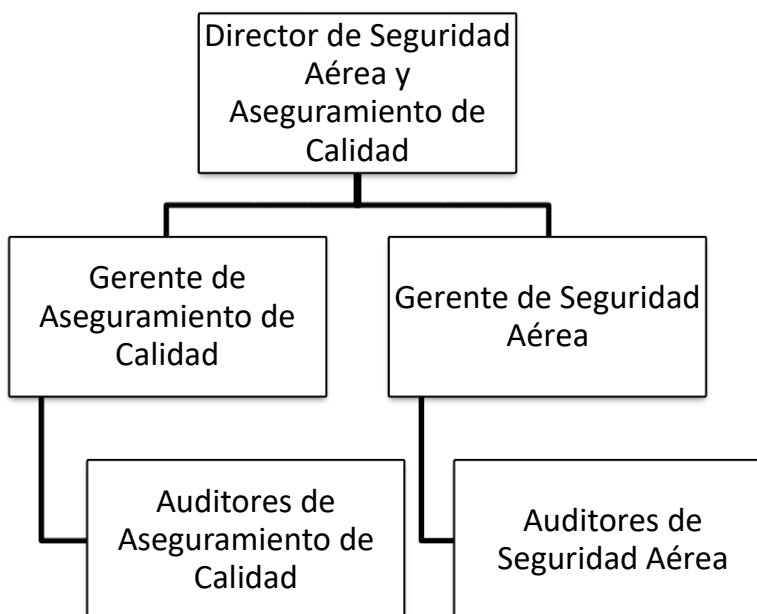 Director de Seguridad
Aérea y
Aseguramiento de
Calidad
Gerente de
Aseguramiento de
Calidad
Gerente de Seguridad
Aérea
Auditores de
Aseguramiento de
Calidad
Auditores de
Seguridad Aérea